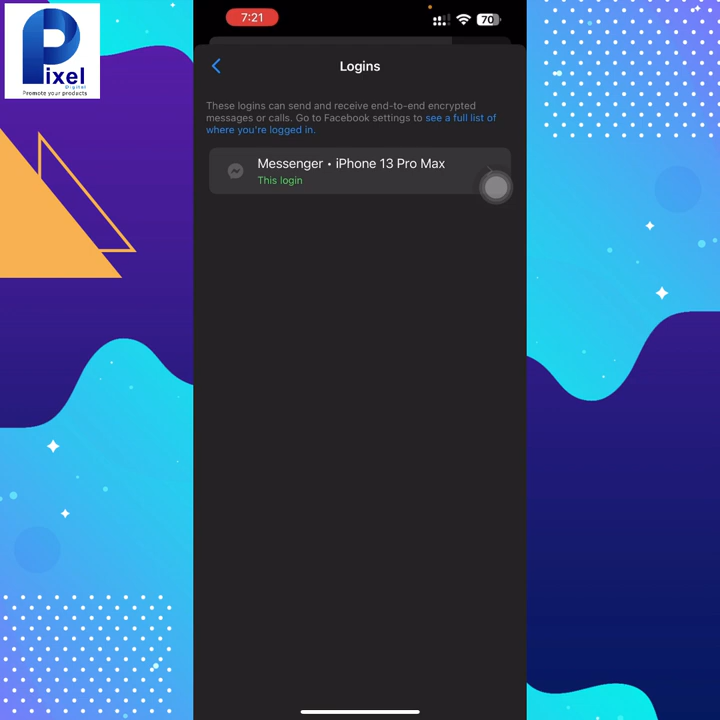 Pixel
Digital
Promote your products
7:21
70
Logins
These logins can send and receive end-to-end encrypted
messages or calls. Go to Facebook settings to see a full list of
where you're logged in.
Messenger • iPhone 13 Pro Max
This login